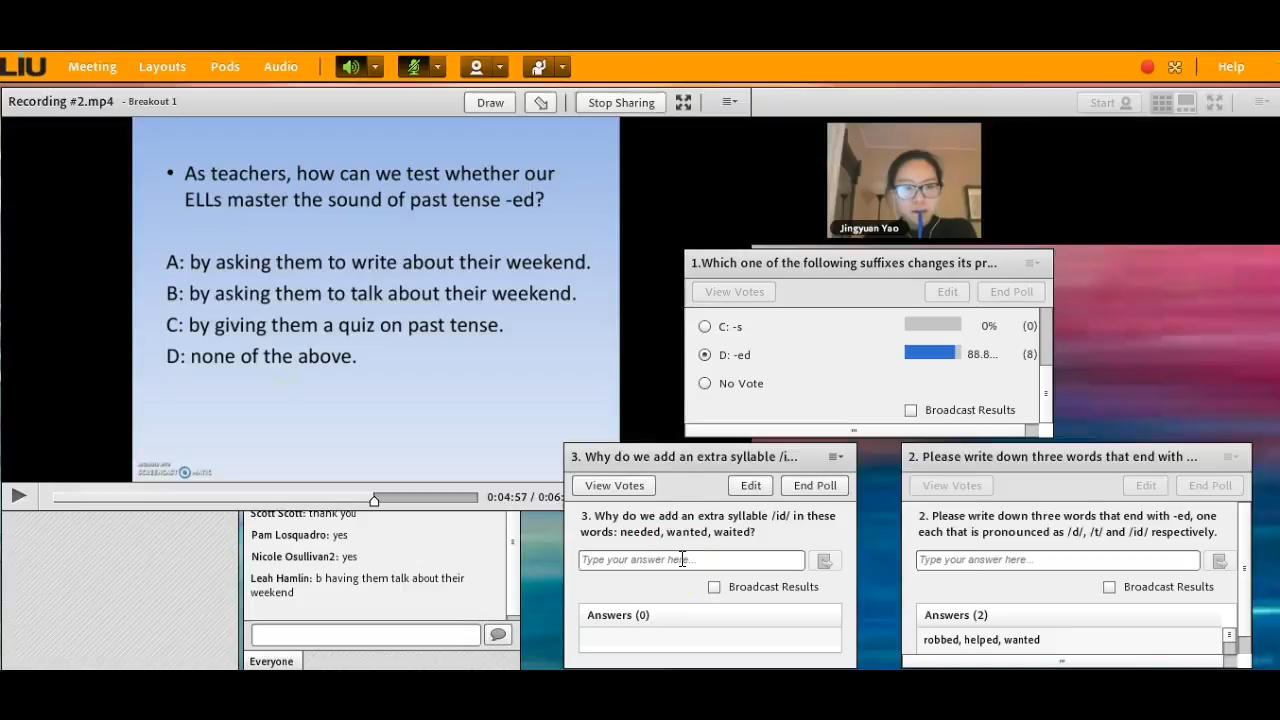 LIU
Meeting Layouts Pods Audio Help
Recording #2.mp4 - Breakout 1
Draw
Stop Sharing
Start
• As teachers, how can we test whether our
ELLs master the sound of past tense -ed?
A: by asking them to write about their weekend.
B: by asking them to talk about their weekend.
C: by giving them a quiz on past tense.
D: none of the above.
SCREENCAST MATIC
0:04:57 / 0:06:
Jingyuan Yao
1.Which one of the following suffixes changes its pr...
View Votes Edit End Poll
C: -s 0% (0)
D: -ed 88.8... (8)
No Vote
Broadcast Results
Scott Scott: thank you
Pam Losquadro: yes
Nicole Osullivan2: yes
Leah Hamlin: b having them talk about their
weekend
Everyone
3. Why do we add an extra syllable /i...
View Votes Edit End Poll
3. Why do we add an extra syllable /id/ in these
words: needed, wanted, waited?
Type your answer here...
Broadcast Results
Answers (0)
2. Please write down three words that end with ...
View Votes Edit End Poll
2. Please write down three words that end with -ed, one
each that is pronounced as /d/, /t/ and /id/ respectively.
Type your answer here...
Broadcast Results
Answers (2)
robbed, helped, wanted